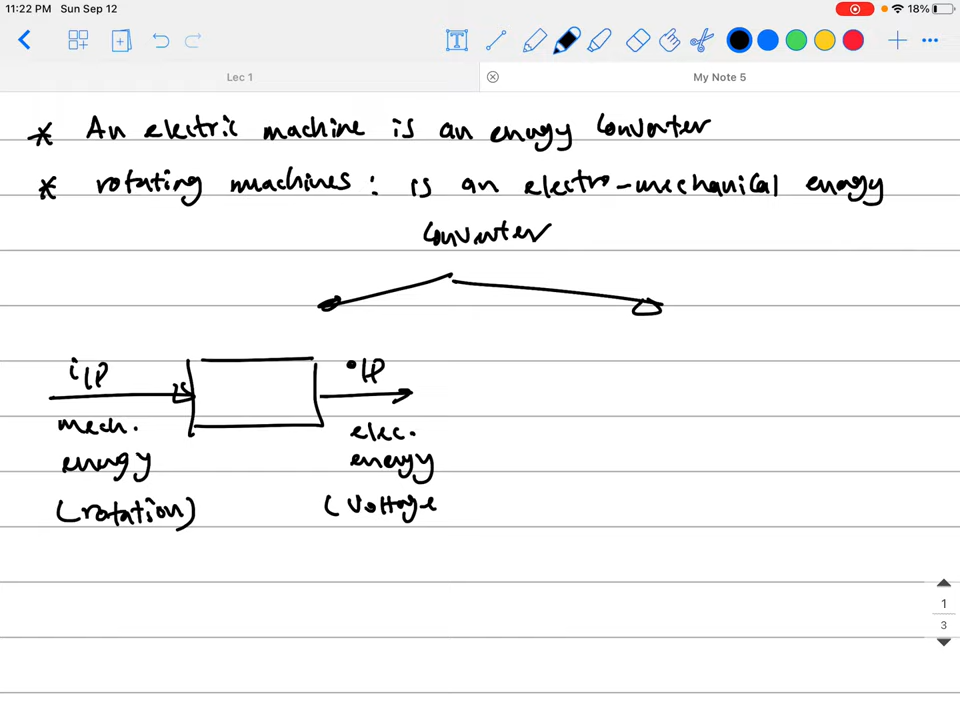 11:22 PM Sun Sep 12
18%
Lec 1
My Note 5
* An electric machine is an energy converter
* rotating machines : is an electro-mechanical energy
converter
i/P
o/P
mech.
elec.
energy
energy
(rotation)
(voltage
1
3